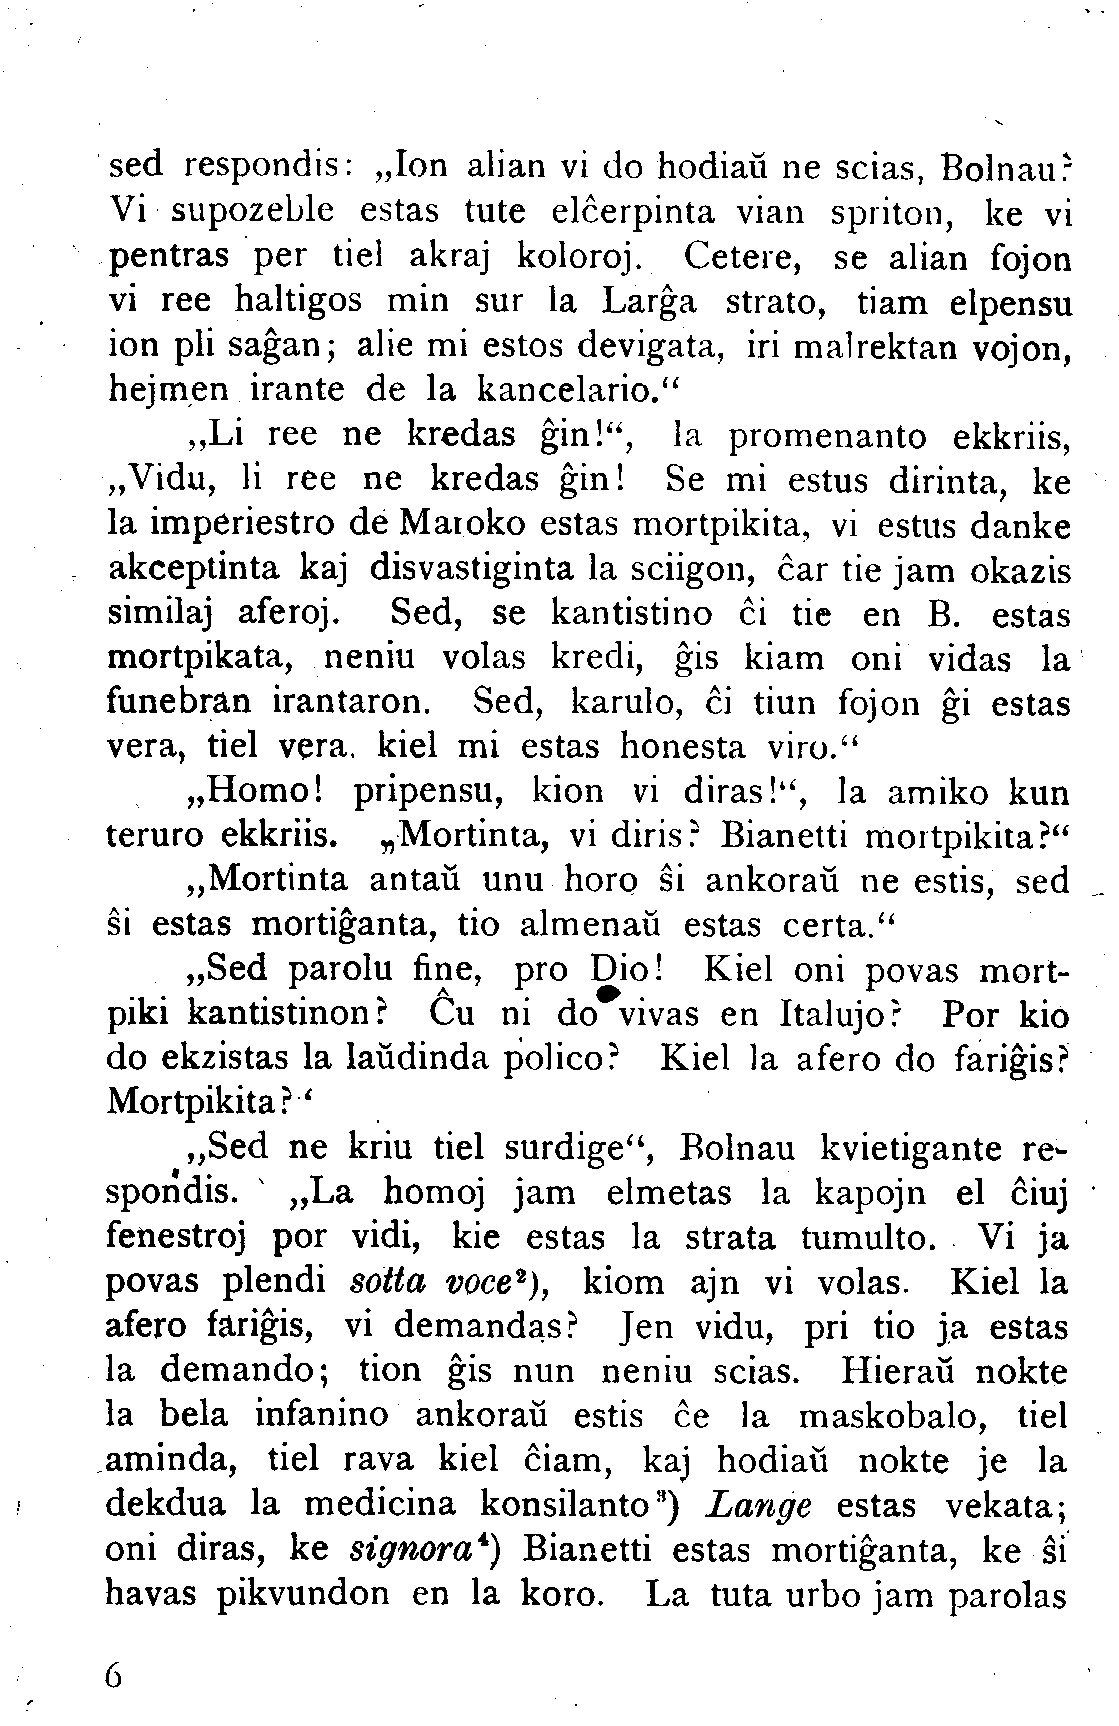 sed respondis: „Ion alian vi do hodiaŭ ne scias, Bolnau?
Vi supozeble estas tute elĉerpinta vian spriton, ke vi
pentras per tiel akraj koloroj. Cetere, se alian fojon
vi ree haltigos min sur la Larĝa strato, tiam elpensu
ion pli saĝan; alie mi estos devigata, iri malrektan vojon,
hejmen irante de la kancelario.“
„Li ree ne kredas ĝin!“, la promenanto ekkriis,
„Vidu, li ree ne kredas ĝin! Se mi estus dirinta, ke
la imperiestro de Maroko estas mortpikita, vi estus danke
akceptinta kaj disvastiginta la sciigon, ĉar tie jam okazis
similaj aferoj. Sed, se kantistino ĉi tie en B. estas
mortpikata, neniu volas kredi, ĝis kiam oni vidas la
funebran irantaron. Sed, karulo, ĉi tiun fojon ĝi estas
vera, tiel vera, kiel mi estas honesta viro.“
„Homo! pripensu, kion vi diras!“, la amiko kun
teruro ekkriis. „Mortinta, vi diris? Bianetti mortpikita?“
„Mortinta antaŭ unu horo ŝi ankoraŭ ne estis, sed
ŝi estas mortiĝanta, tio almenaŭ estas certa.“
„Sed parolu fine, pro Dio! Kiel oni povas mort-
piki kantistinon? Ĉu ni do vivas en Italujo? Por kio
do ekzistas la laŭdinda polico? Kiel la afero do fariĝis?
Mortpikita?‘
„Sed ne kriu tiel surdige“, Bolnau kvietigante re-
spondis. „La homoj jam elmetas la kapojn el ĉiuj
fenestroj por vidi, kie estas la strata tumulto. Vi ja
povas plendi sotta voce²), kiom ajn vi volas. Kiel la
afero fariĝis, vi demandas? Jen vidu, pri tio ja estas
la demando; tion ĝis nun neniu scias. Hieraŭ nokte
la bela infanino ankoraŭ estis ĉe la maskobalo, tiel
aminda, tiel rava kiel ĉiam, kaj hodiaŭ nokte je la
dekdua la medicina konsilanto³) Lange estas vekata;
oni diras, ke signora⁴) Bianetti estas mortiĝanta, ke ŝi
havas pikvundon en la koro. La tuta urbo jam parolas
6